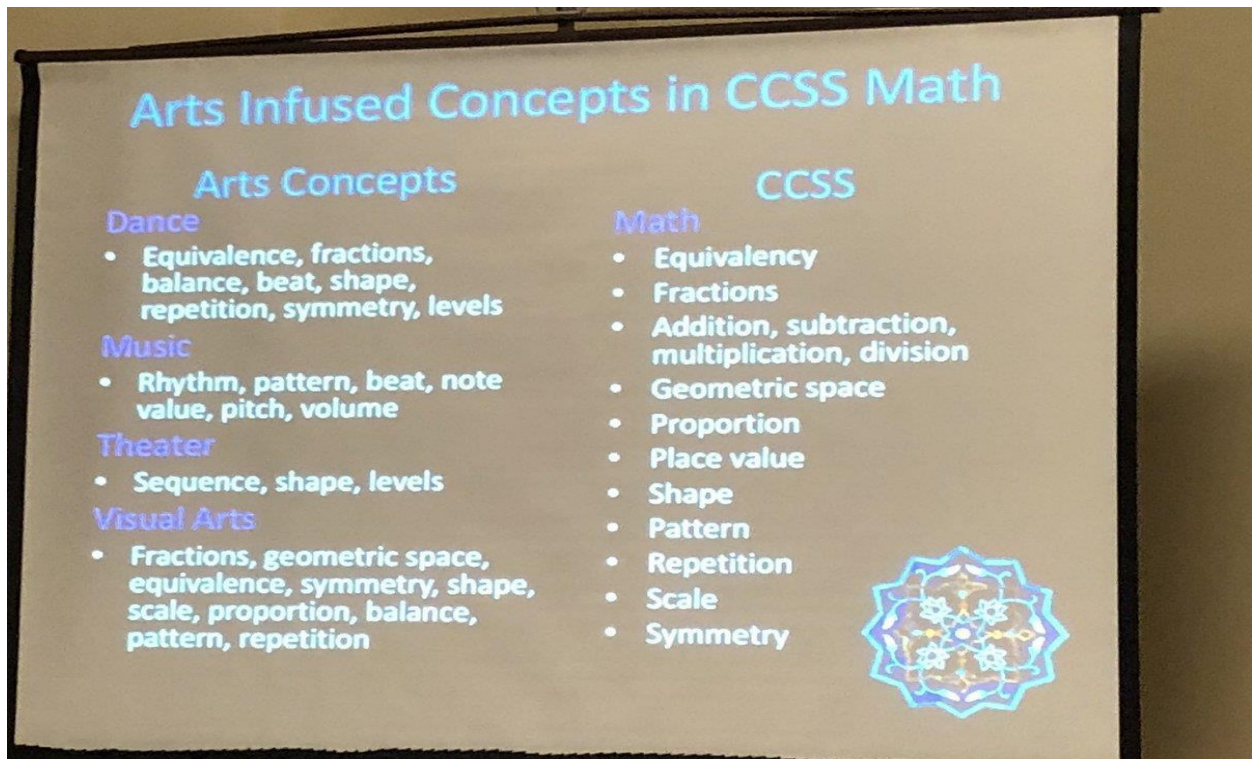 Arts Infused Concepts in CCSS Math
Arts Concepts
Dance
• Equivalence, fractions,
balance, beat, shape,
repetition, symmetry, levels
Music
• Rhythm, pattern, beat, note
value, pitch, volume
Theater
• Sequence, shape, levels
Visual Arts
• Fractions, geometric space,
equivalence, symmetry, shape,
scale, proportion, balance,
pattern, repetition
CCSS
Math
• Equivalency
• Fractions
• Addition, subtraction,
multiplication, division
• Geometric space
• Proportion
• Place value
• Shape
• Pattern
• Repetition
• Scale
• Symmetry